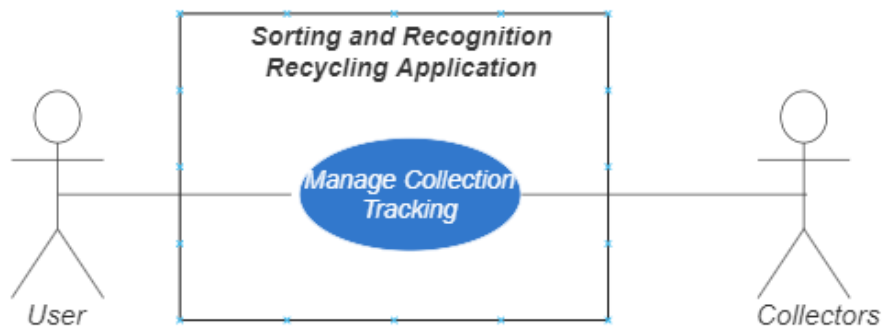 Sorting and Recognition
Recycling Application
Manage Collection
Tracking
User
Collectors